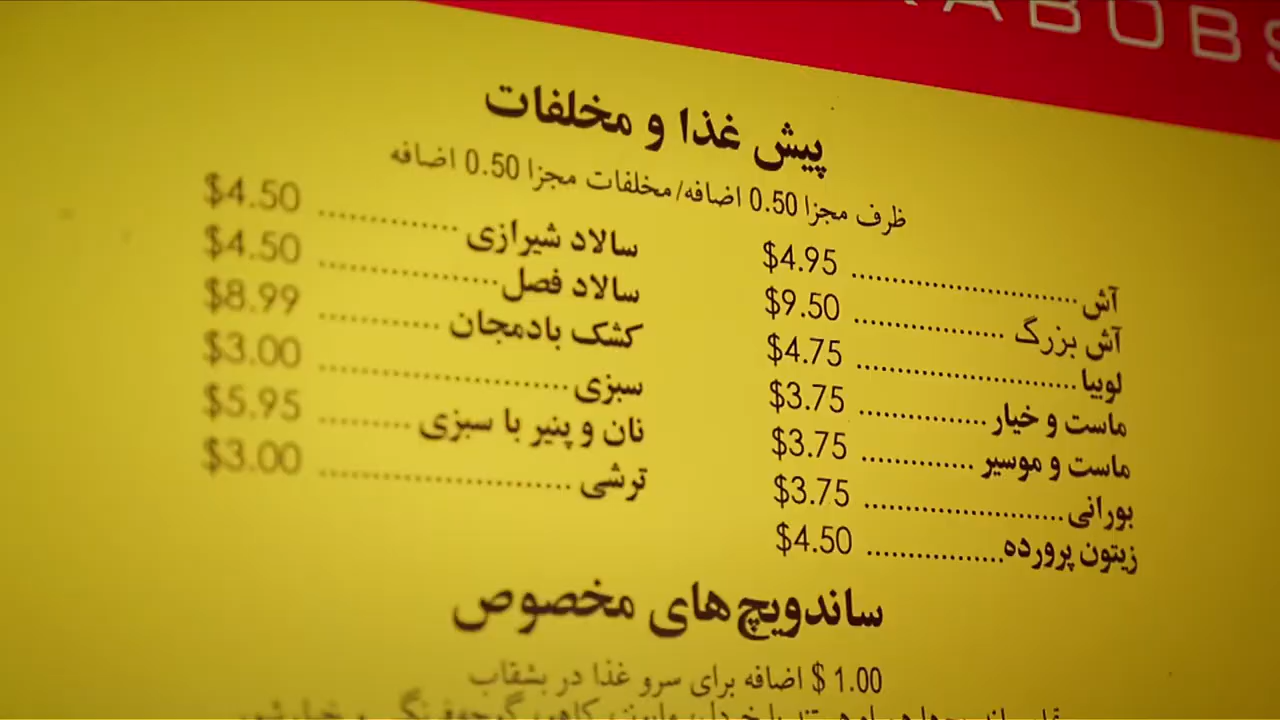 KABOBS
پیش غذا و مخلفات
ظرف مجزا 0.50 اضافه/مخلفات مجزا 0.50 اضافه
آش ............................ $4.95
آش بزرگ .................. $9.50
لوبیا ........................... $4.75
ماست و خیار ............... $3.75
ماست و موسیر ............. $3.75
بورانی ........................ $3.75
زیتون پرورده ................. $4.50
سالاد شیرازی ................ $4.50
سالاد فصل .................... $4.50
کشک بادمجان .............. $8.99
سبزی ............................ $3.00
نان و پنیر با سبزی .......... $5.95
ترشی ............................ $3.00
ساندویچ های مخصوص
1.00 $ اضافه برای سرو غذا در بشقاب